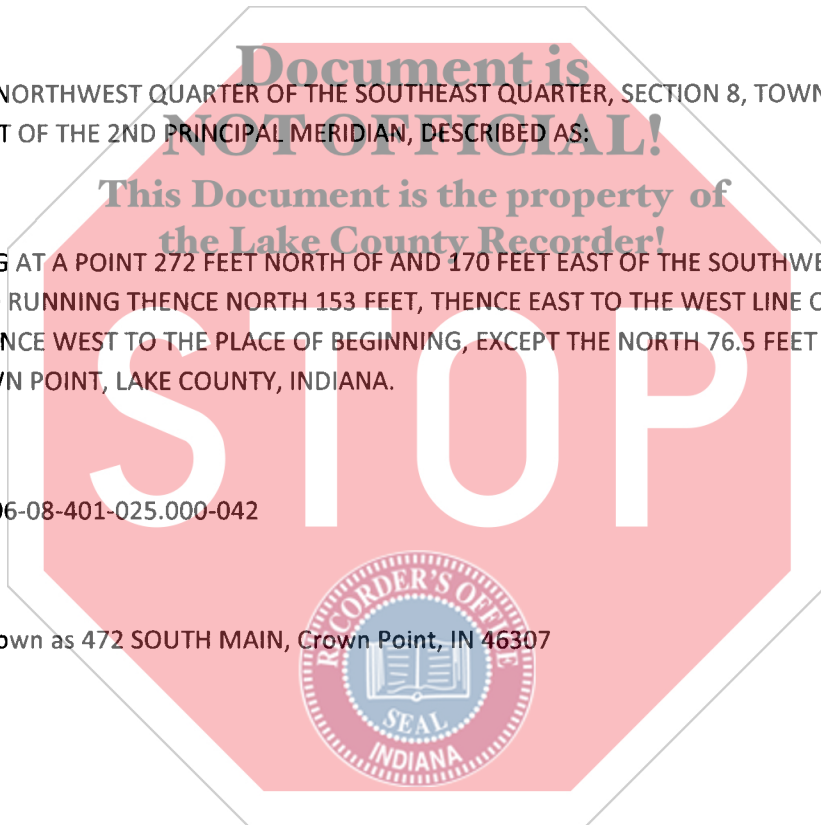 Document is
NORTHWEST QUARTER OF THE SOUTHEAST QUARTER, SECTION 8, TOWN
NOT OFFICIAL!
T OF THE 2ND PRINCIPAL MERIDIAN, DESCRIBED AS:
This Document is the property of
the Lake County Recorder!
G AT A POINT 272 FEET NORTH OF AND 170 FEET EAST OF THE SOUTHWE
RUNNING THENCE NORTH 153 FEET, THENCE EAST TO THE WEST LINE O
NCE WEST TO THE PLACE OF BEGINNING, EXCEPT THE NORTH 76.5 FEET
N POINT, LAKE COUNTY, INDIANA.
STOP
06-08-401-025.000-042
own as 472 SOUTH MAIN, Crown Point, IN 46307
RECORDER'S OFFICE
SEAL
INDIANA